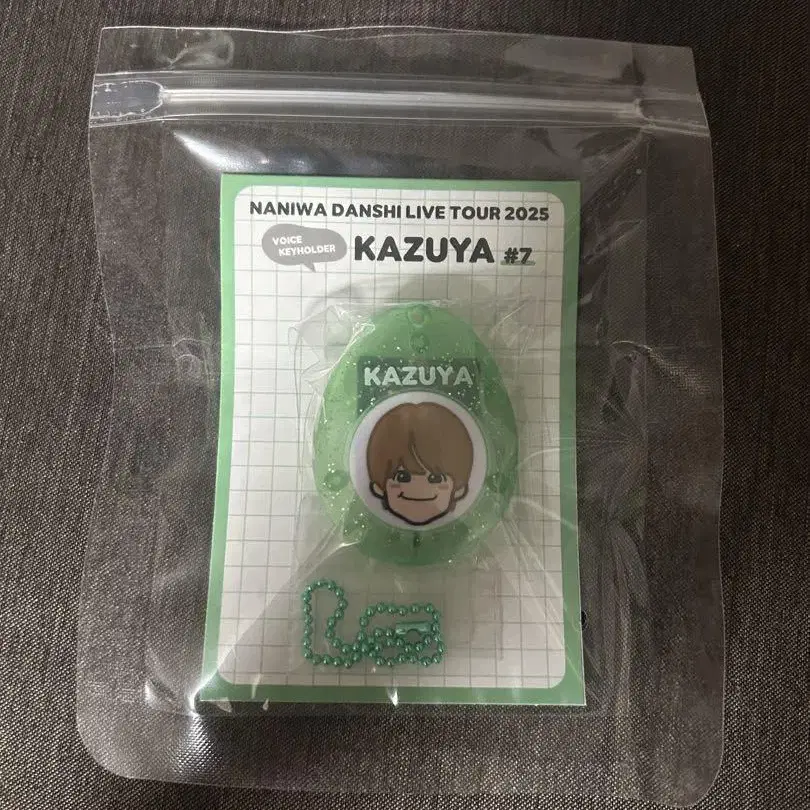 NANIWA DANSHI LIVE TOUR 2025
VOICE
KEYHOLDER
KAZUYA #7
KAZUYA